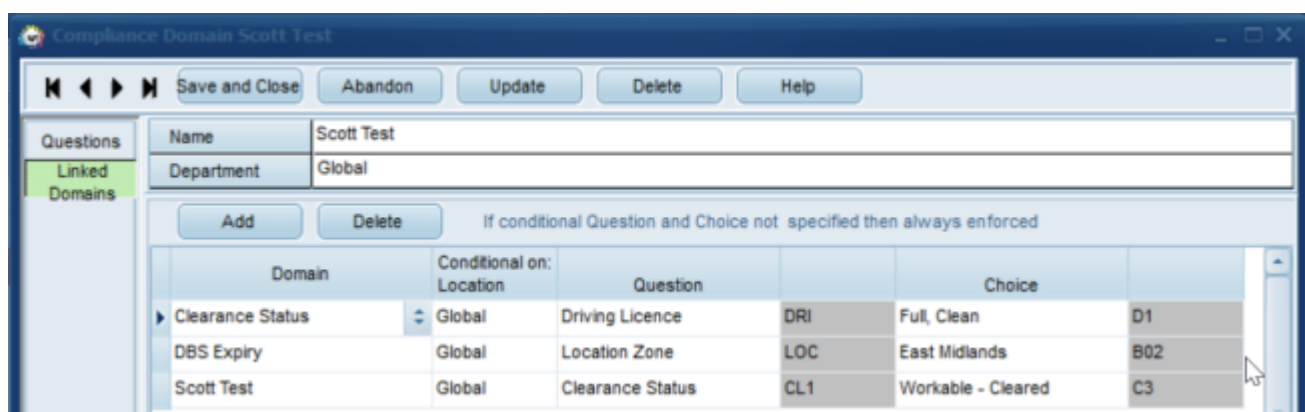 Compliance Domain Scott Test
Save and Close Abandon Update Delete Help
Questions
Linked Domains
Name Scott Test
Department Global
Add Delete If conditional Question and Choice not specified then always enforced
Domain Conditional on: Location Question Choice
Clearance Status Global Driving Licence DRI Full, Clean D1
DBS Expiry Global Location Zone LOC East Midlands B02
Scott Test Global Clearance Status CL1 Workable - Cleared C3